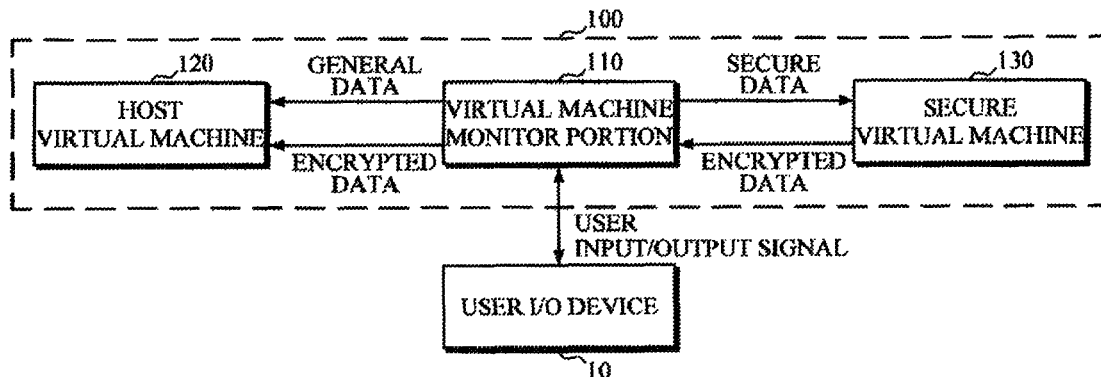 100
120
HOST
VIRTUAL MACHINE
GENERAL
DATA
ENCRYPTED
DATA
110
VIRTUAL MACHINE
MONITOR PORTION
SECURE
DATA
ENCRYPTED
DATA
130
SECURE
VIRTUAL MACHINE
USER
INPUT/OUTPUT SIGNAL
USER I/O DEVICE
10